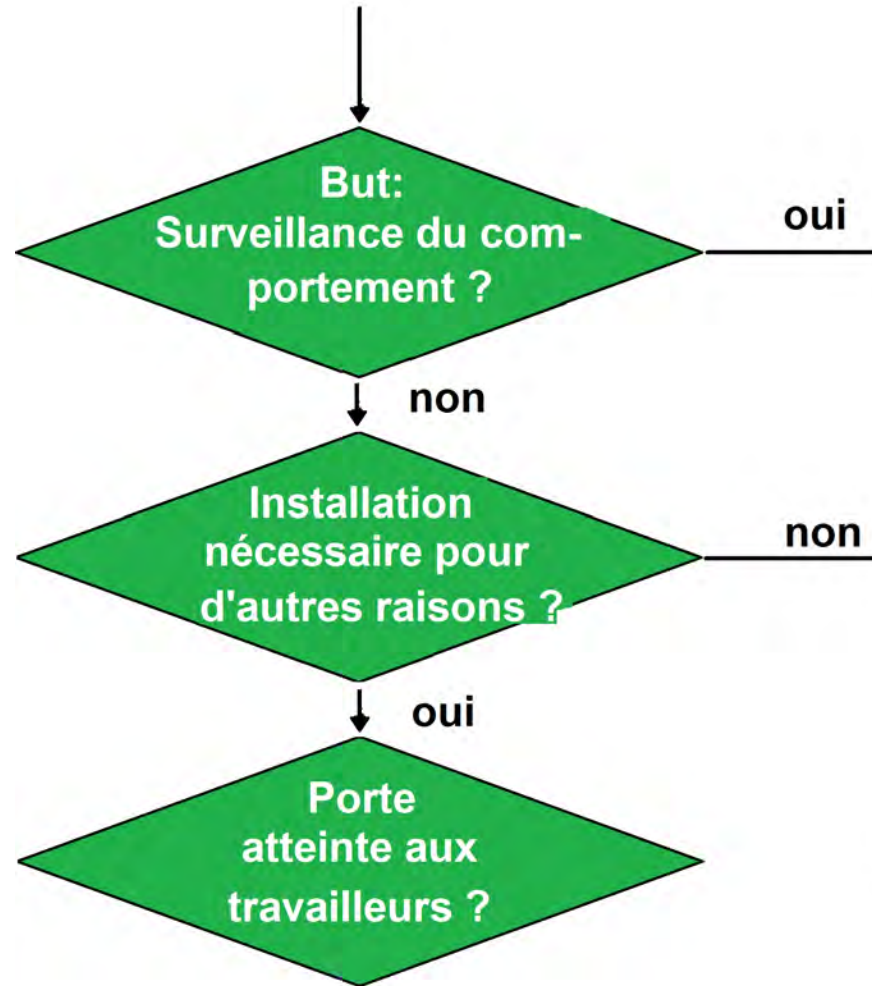 But:
Surveillance du com-
portement ?
oui
non
Installation
nécessaire pour
d'autres raisons ?
non
oui
Porte
atteinte aux
travailleurs ?